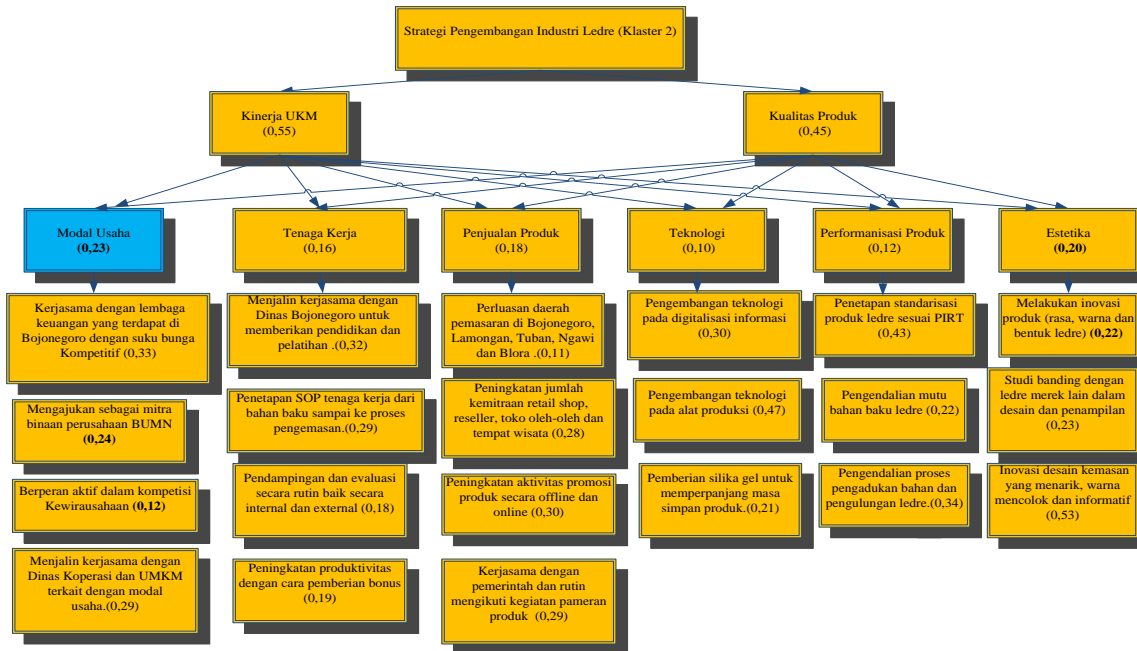 Strategi Pengembangan Industri Ledre (Klaster 2)
Kinerja UKM
(0,55)
Kualitas Produk
(0,45)
Modal Usaha
(0,23)
Tenaga Kerja
(0,16)
Penjualan Produk
(0,18)
Teknologi
(0,10)
Performanisasi Produk
(0,12)
Estetika
(0,20)
Kerjasama dengan lembaga
keuangan yang terdapat di
Bojonegoro dengan suku bunga
Kompetitif (0,33)
Menjalin kerjasama dengan
Dinas Bojonegoro untuk
memberikan pendidikan dan
pelatihan .(0,32)
Perluasan daerah
pemasaran di Bojonegoro,
Lamongan, Tuban, Ngawi
dan Blora .(0,11)
Pengembangan teknologi
pada digitalisasi informasi
(0,30)
Penetapan standarisasi
produk ledre sesuai PIRT
(0,43)
Melakukan inovasi
produk (rasa, warna dan
bentuk ledre) (0,22)
Mengajukan sebagai mitra
binaan perusahaan BUMN
(0,24)
Penetapan SOP tenaga kerja dari
bahan baku sampai ke proses
pengemasan.(0,29)
Peningkatan jumlah
kemitraan retail shop,
reseller, toko oleh-oleh dan
tempat wisata (0,28)
Pengembangan teknologi
pada alat produksi (0,47)
Pengendalian mutu
bahan baku ledre (0,22)
Studi banding dengan
ledre merek lain dalam
desain dan penampilan
(0,23)
Berperan aktif dalam kompetisi
Kewirausahaan (0,12)
Pendampingan dan evaluasi
secara rutin baik secara
internal dan external (0,18)
Peningkatan aktivitas promosi
produk secara offline dan
online (0,30)
Pemberian silika gel untuk
memperpanjang masa
simpan produk.(0,21)
Pengendalian proses
pengadukan bahan dan
pengulungan ledre.(0,34)
Inovasi desain kemasan
yang menarik, warna
mencolok dan informatif
(0,53)
Menjalin kerjasama dengan
Dinas Koperasi dan UMKM
terkait dengan modal
usaha.(0,29)
Peningkatan produktivitas
dengan cara pemberian bonus
(0,19)
Kerjasama dengan
pemerintah dan rutin
mengikuti kegiatan pameran
produk (0,29)